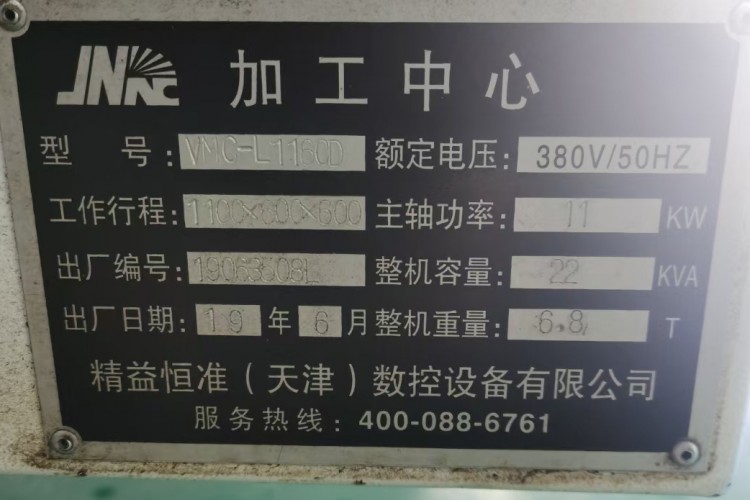 JNNC 加工中心
型号: VMC-L1160D 额定电压: 380V/50HZ
工作行程: 1100×600×600 主轴功率: 11 KW
出厂编号: 整机容量: 22 KVA
出厂日期: 19 年 6 月 整机重量: 6.8 T
精益恒准(天津)数控设备有限公司
服务热线: 400-088-6761